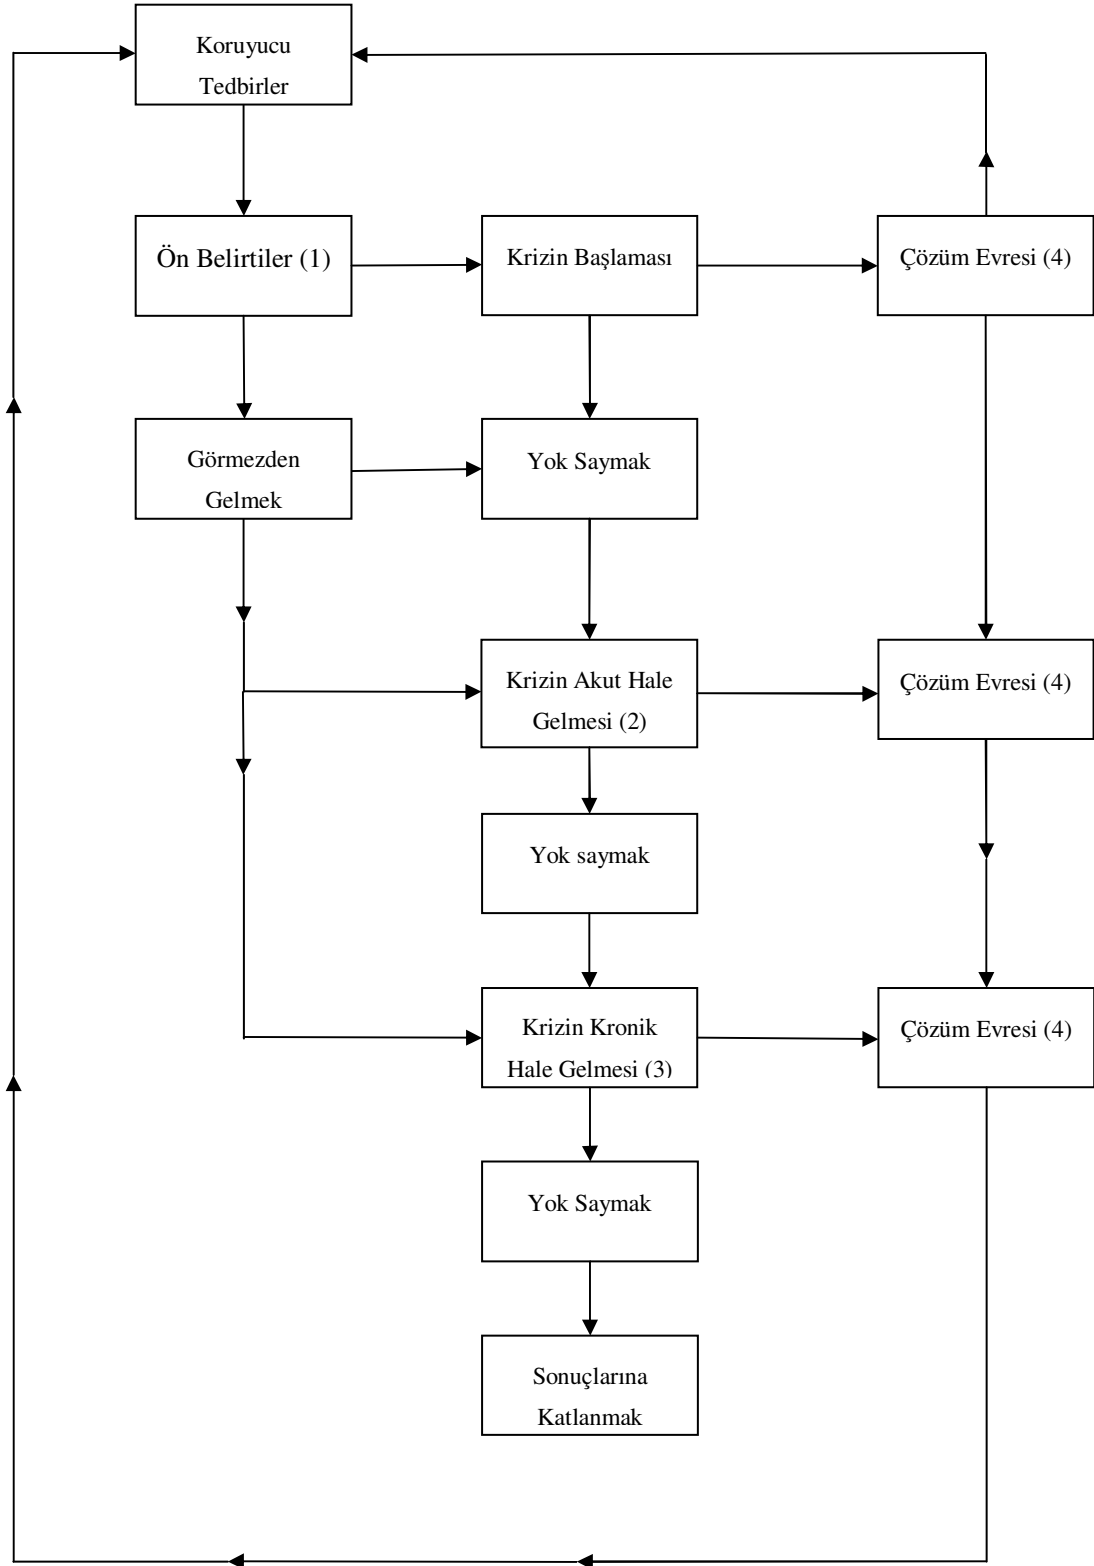 Koruyucu
Tedbirler
Ön Belirtiler (1)
Krizin Başlaması
Çözüm Evresi (4)
Görmezden
Gelmek
Yok Saymak
Krizin Akut Hale
Gelmesi (2)
Çözüm Evresi (4)
Yok saymak
Krizin Kronik
Hale Gelmesi (3)
Çözüm Evresi (4)
Yok Saymak
Sonuçlarına
Katlanmak